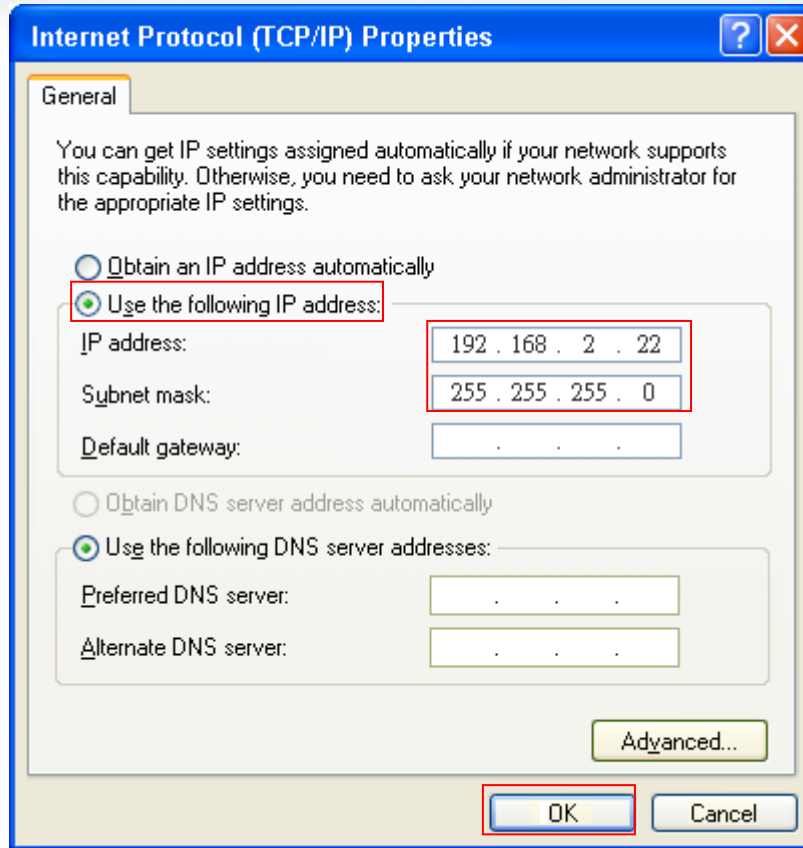 Internet Protocol (TCP/IP) Properties
General
You can get IP settings assigned automatically if your network supports
this capability. Otherwise, you need to ask your network administrator for
the appropriate IP settings.
Obtain an IP address automatically
Use the following IP address:
IP address: 192 . 168 . 2 . 22
Subnet mask: 255 . 255 . 255 . 0
Default gateway: . . .
Obtain DNS server address automatically
Use the following DNS server addresses:
Preferred DNS server: . . .
Alternate DNS server: . . .
Advanced...
OK Cancel